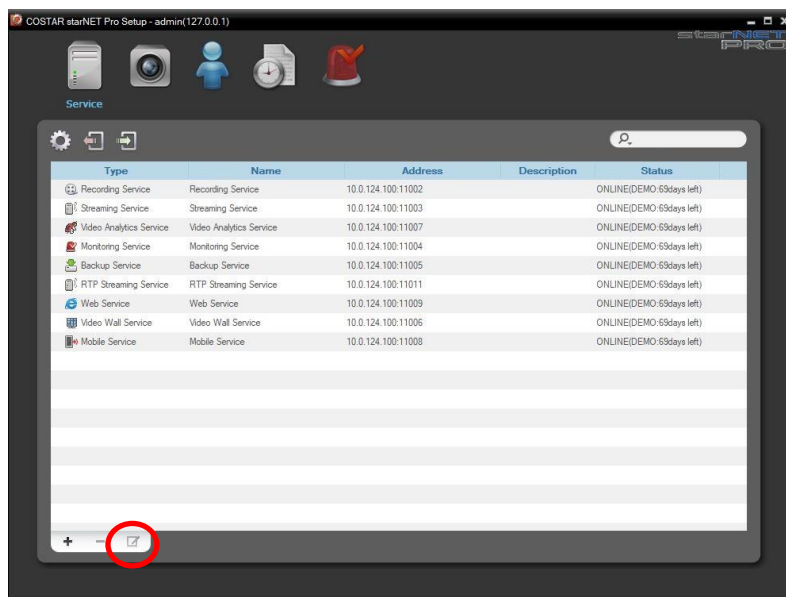 COSTAR starNET Pro Setup - admin(127.0.0.1)
starNET
PRO
Service
Type Name Address Description Status
Recording Service Recording Service 10.0.124.100:11002 ONLINE(DEMO:69days left)
Streaming Service Streaming Service 10.0.124.100:11003 ONLINE(DEMO:69days left)
Video Analytics Service Video Analytics Service 10.0.124.100:11007 ONLINE(DEMO:69days left)
Monitoring Service Monitoring Service 10.0.124.100:11004 ONLINE(DEMO:69days left)
Backup Service Backup Service 10.0.124.100:11005 ONLINE(DEMO:69days left)
RTP Streaming Service RTP Streaming Service 10.0.124.100:11011 ONLINE(DEMO:69days left)
Web Service Web Service 10.0.124.100:11009 ONLINE(DEMO:69days left)
Video Wall Service Video Wall Service 10.0.124.100:11006 ONLINE(DEMO:69days left)
Mobile Service Mobile Service 10.0.124.100:11008 ONLINE(DEMO:69days left)